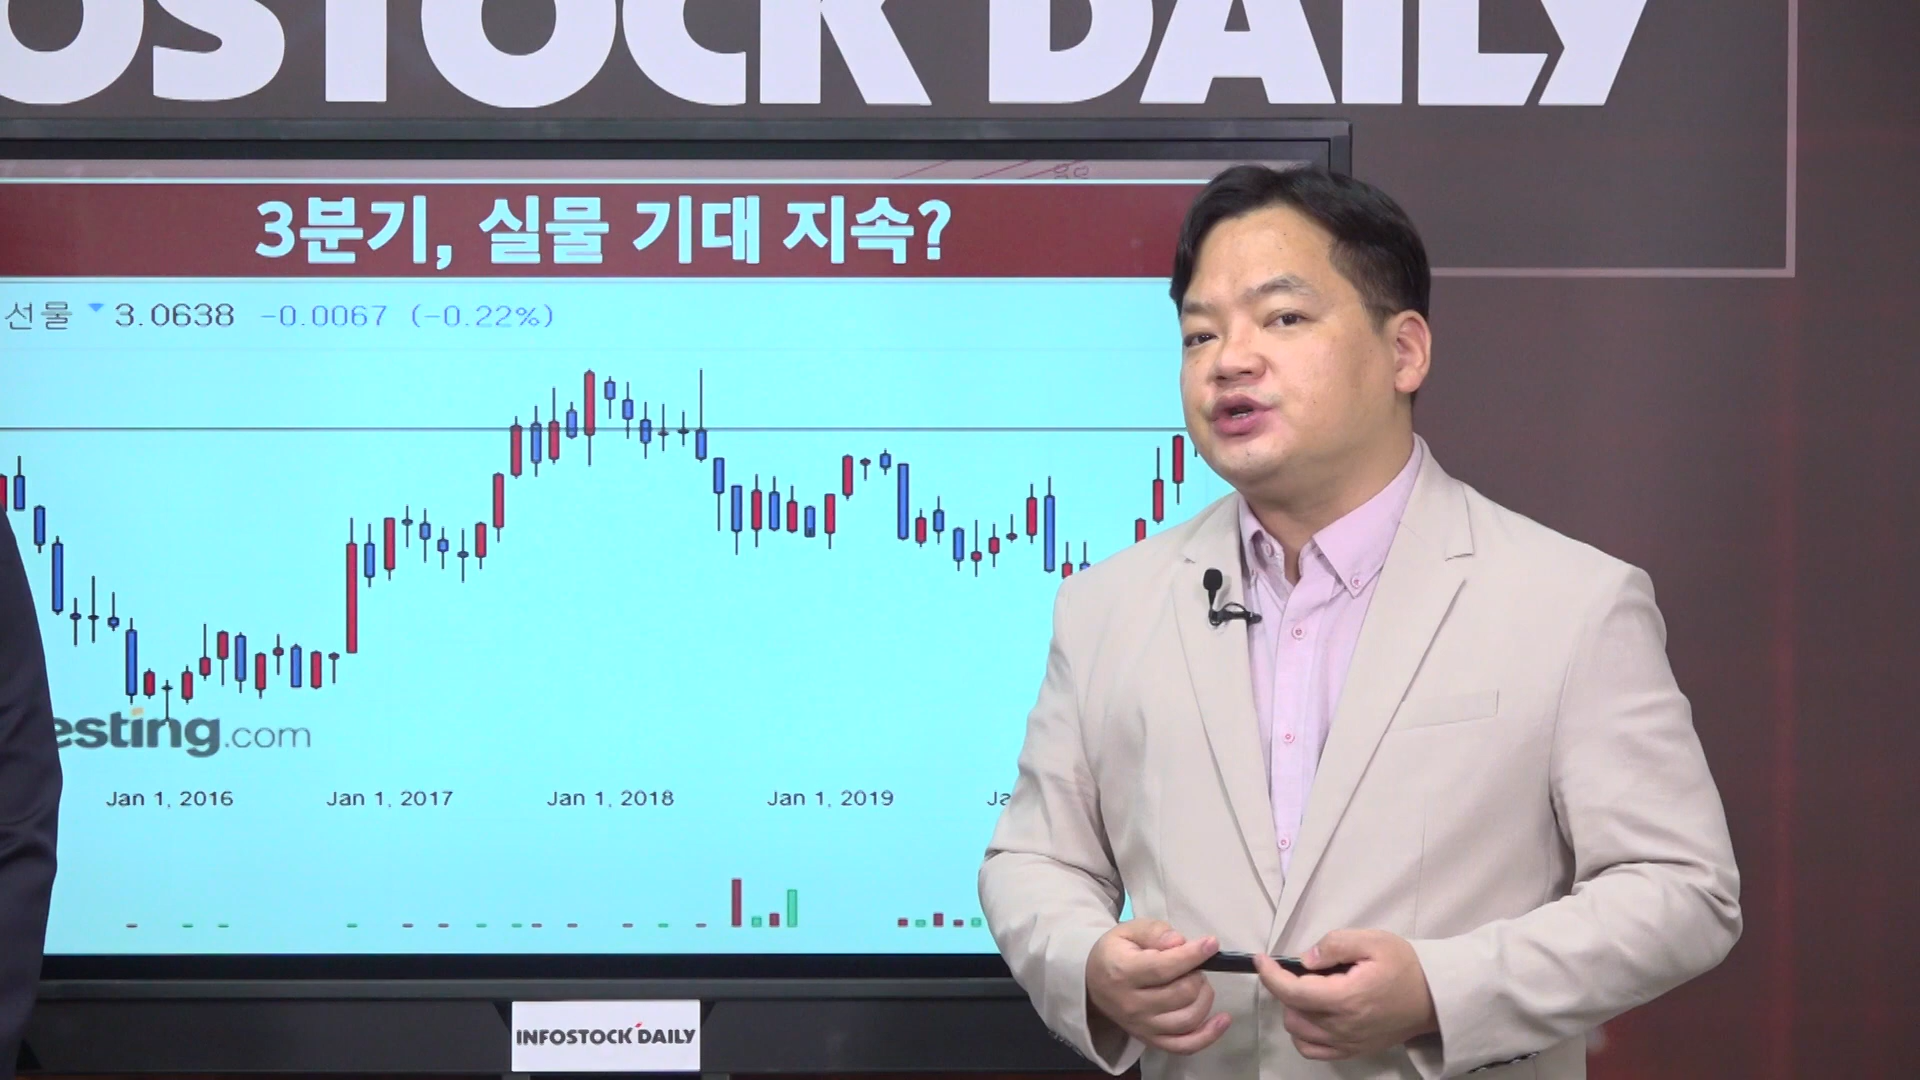 OSTOCK DAILY
3분기, 실물 기대 지속?
선물 3.0638 -0.0067 (-0.22%)
esting.com
Jan 1, 2016 Jan 1, 2017 Jan 1, 2018 Jan 1, 2019 Ja
INFOSTOCK DAILY